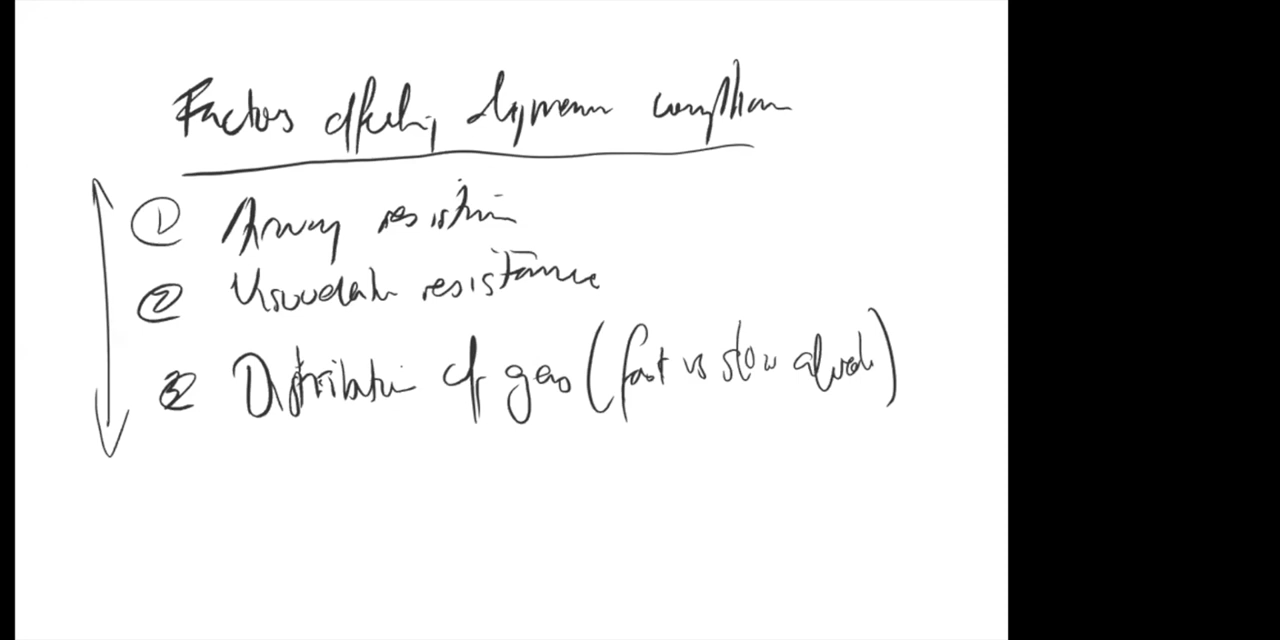 Factors affecting dynamic compliance
① Airway resistance
② Viscoelastic resistance
③ Distribution of gas (fast vs slow alveoli)